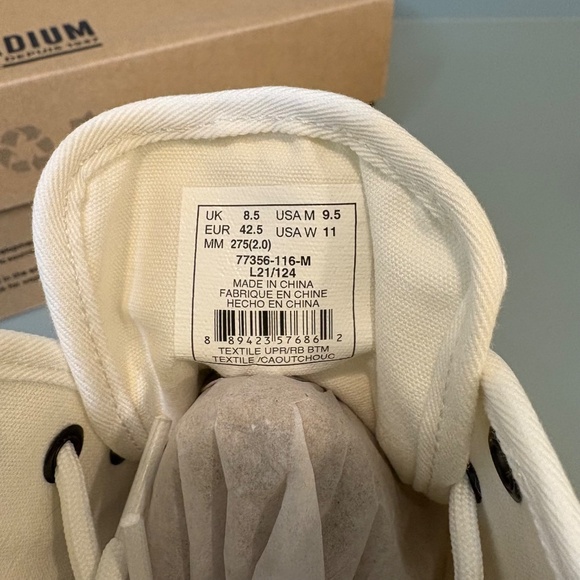 DIUM
DEPUIS 1947
UK 8.5 USA M 9.5
EUR 42.5 USA W 11
MM 275(2.0)
77356-116-M
L21/124
MADE IN CHINA
FABRIQUE EN CHINE
HECHO EN CHINA
8 89423 57686 2
TEXTILE UPR/RB BTM
TEXTILE /CAOUTCHOUC